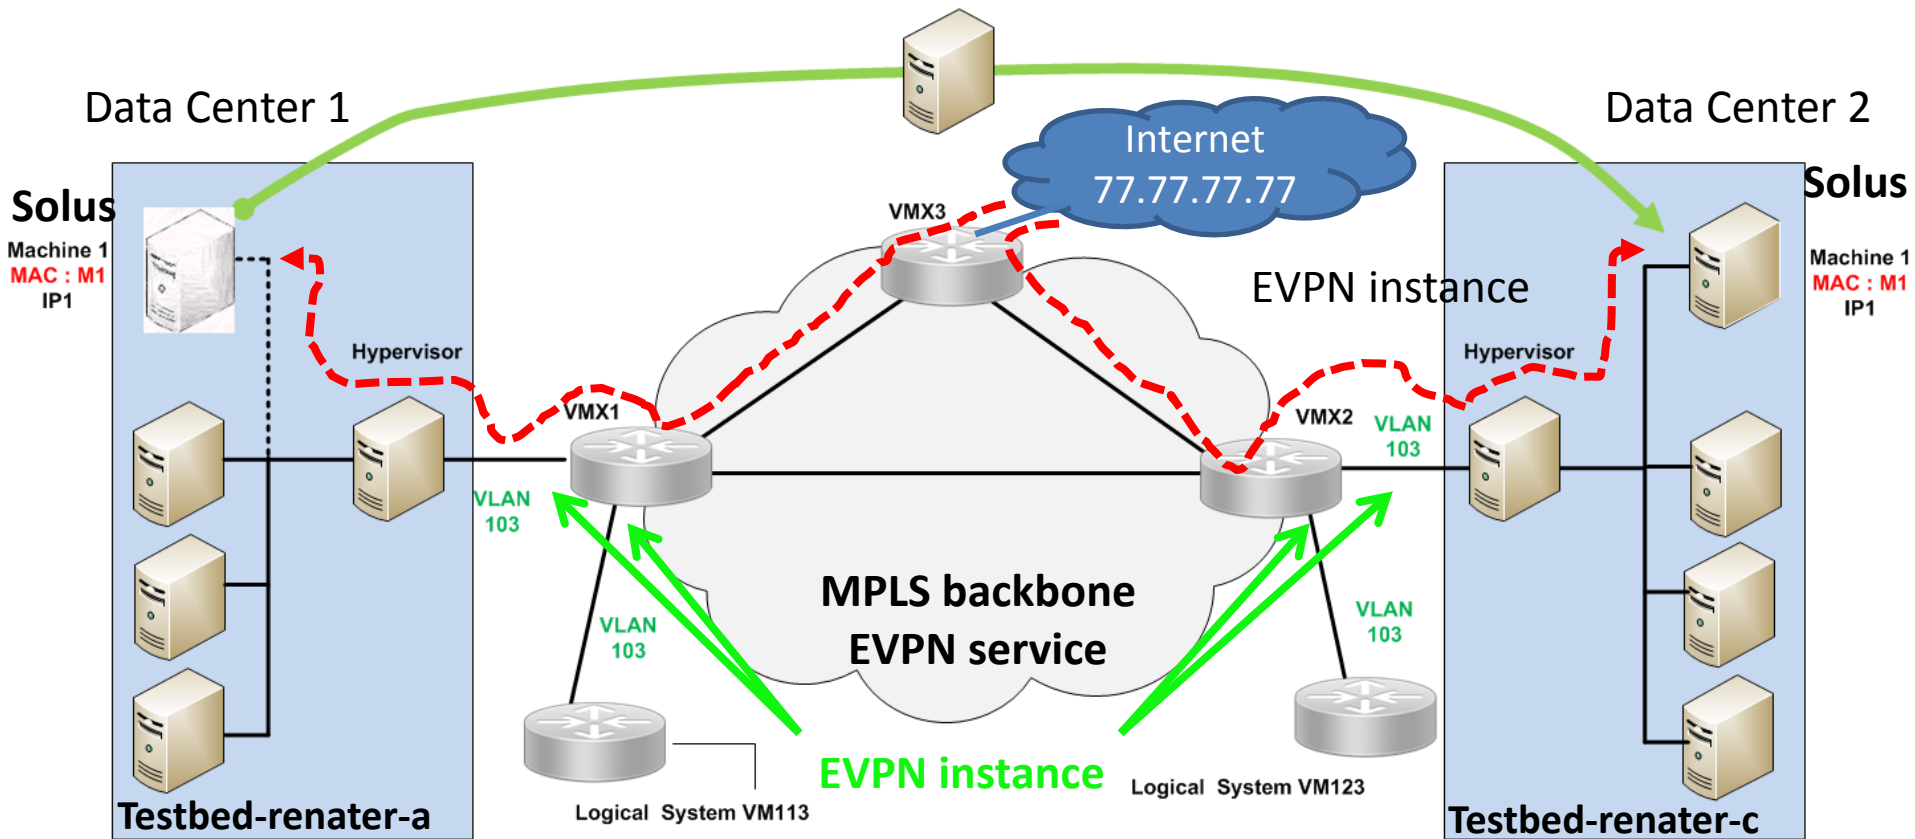 Data Center 1
Internet
77.77.77.77
Data Center 2
Solus
Machine 1
MAC : M1
IP1
VMX3
Solus
Machine 1
MAC : M1
IP1
EVPN instance
Hypervisor
Hypervisor
VMX1
VMX2
VLAN
103
VLAN
103
MPLS backbone
EVPN service
VLAN
103
VLAN
103
EVPN instance
Logical System VM113
Logical System VM123
Testbed-renater-a
Testbed-renater-c